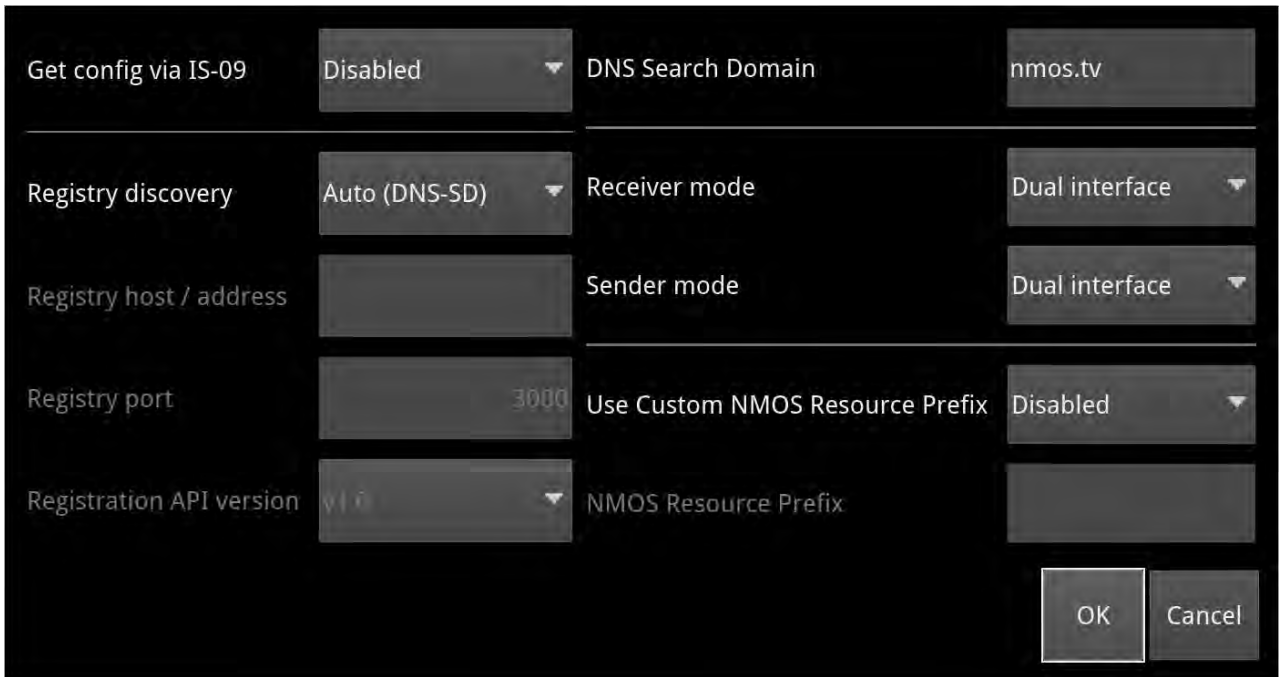 Get config via IS-09 Disabled
DNS Search Domain nmos.tv
Registry discovery Auto (DNS-SD)
Receiver mode Dual interface
Registry host / address
Sender mode Dual interface
Registry port 3000
Use Custom NMOS Resource Prefix Disabled
Registration API version v1.0
NMOS Resource Prefix
OK Cancel